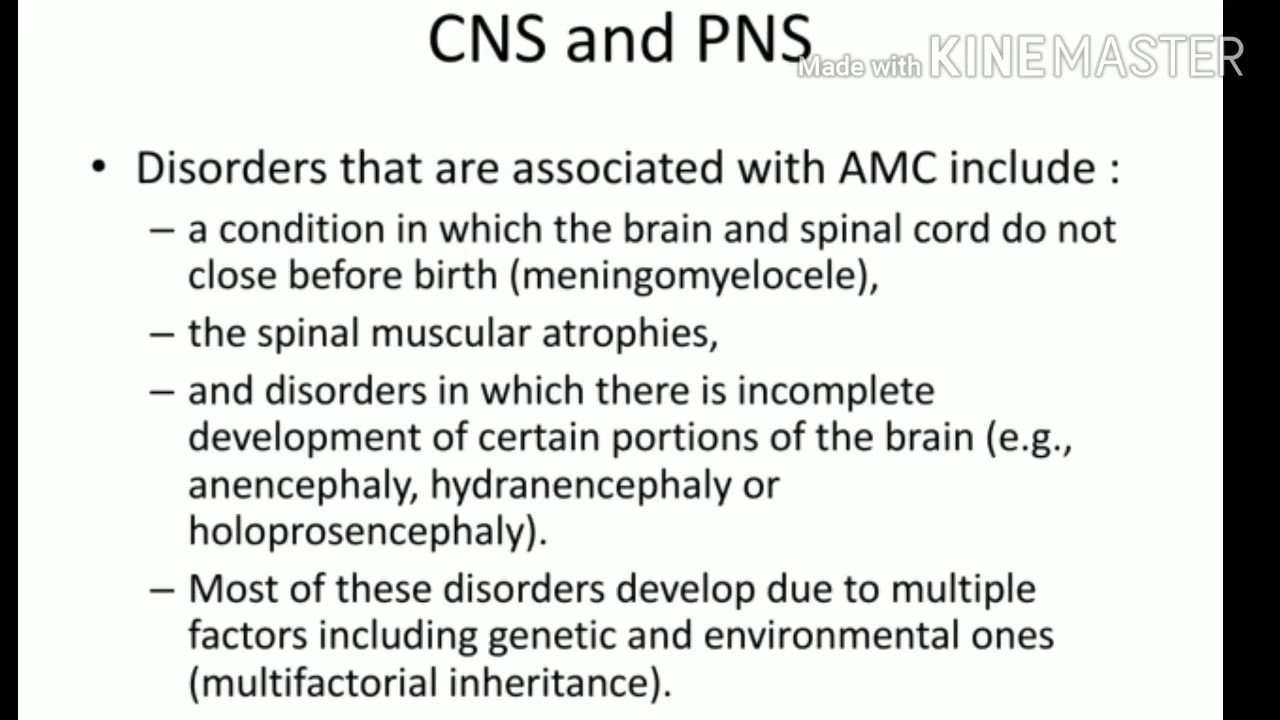 CNS and PNS
Made with KINEMASTER
• Disorders that are associated with AMC include :
– a condition in which the brain and spinal cord do not
close before birth (meningomyelocele),
– the spinal muscular atrophies,
– and disorders in which there is incomplete
development of certain portions of the brain (e.g.,
anencephaly, hydranencephaly or
holoprosencephaly).
– Most of these disorders develop due to multiple
factors including genetic and environmental ones
(multifactorial inheritance).